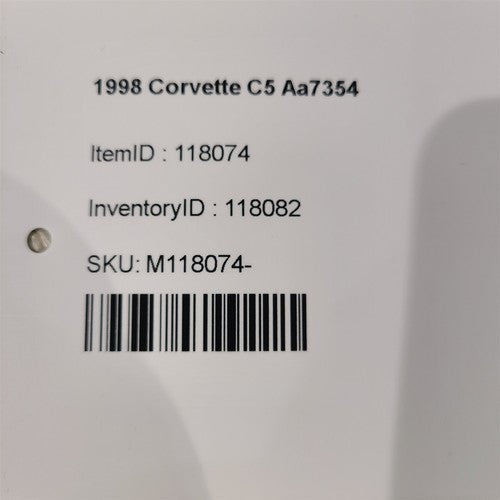 1998 Corvette C5 Aa7354
ItemID : 118074
InventoryID : 118082
SKU: M118074-